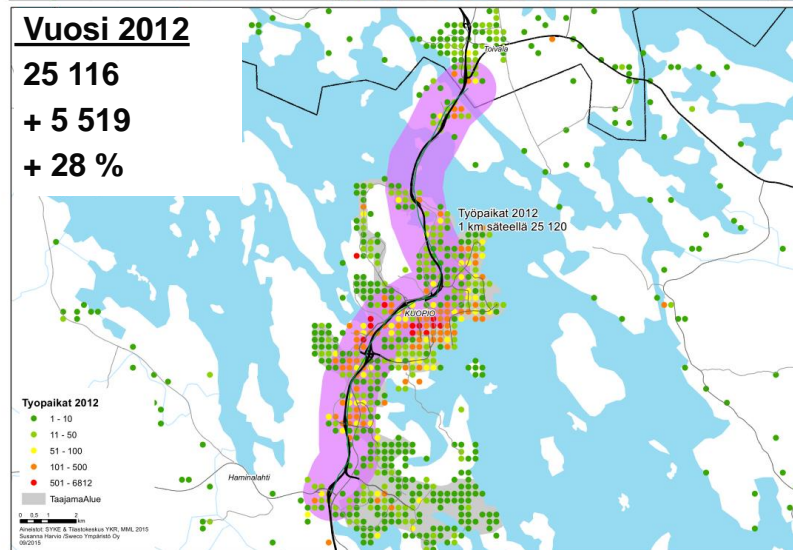 Vuosi 2012
25 116
+ 5 519
+ 28 %
Toivala
Työpaikat 2012
1 km säteellä 25 120
KUOPIO
Haminalahti
Tyopaikat 2012
1 - 10
11 - 50
51 - 100
101 - 500
501 - 6812
TaajamaAlue
0 0.5 1 2
km
Aineistot: SYKE & Tilastokeskus YKR, MML 2015
Susanna Harvio /Sweco Ympäristö Oy
09/2015